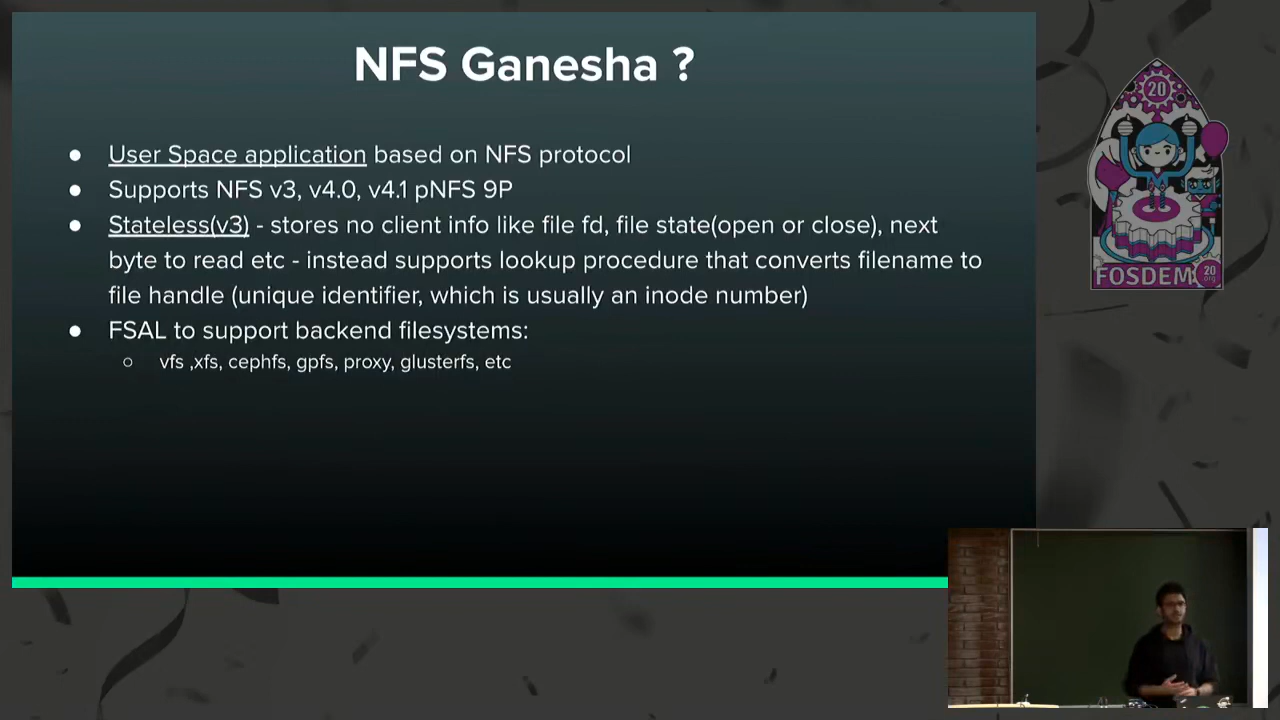 NFS Ganesha ?
● User Space application based on NFS protocol
● Supports NFS v3, v4.0, v4.1 pNFS 9P
● Stateless(v3) - stores no client info like file fd, file state(open or close), next
byte to read etc - instead supports lookup procedure that converts filename to
file handle (unique identifier, which is usually an inode number)
● FSAL to support backend filesystems:
○ vfs ,xfs, cephfs, gpfs, proxy, glusterfs, etc
20
FOSDEM
20
.org